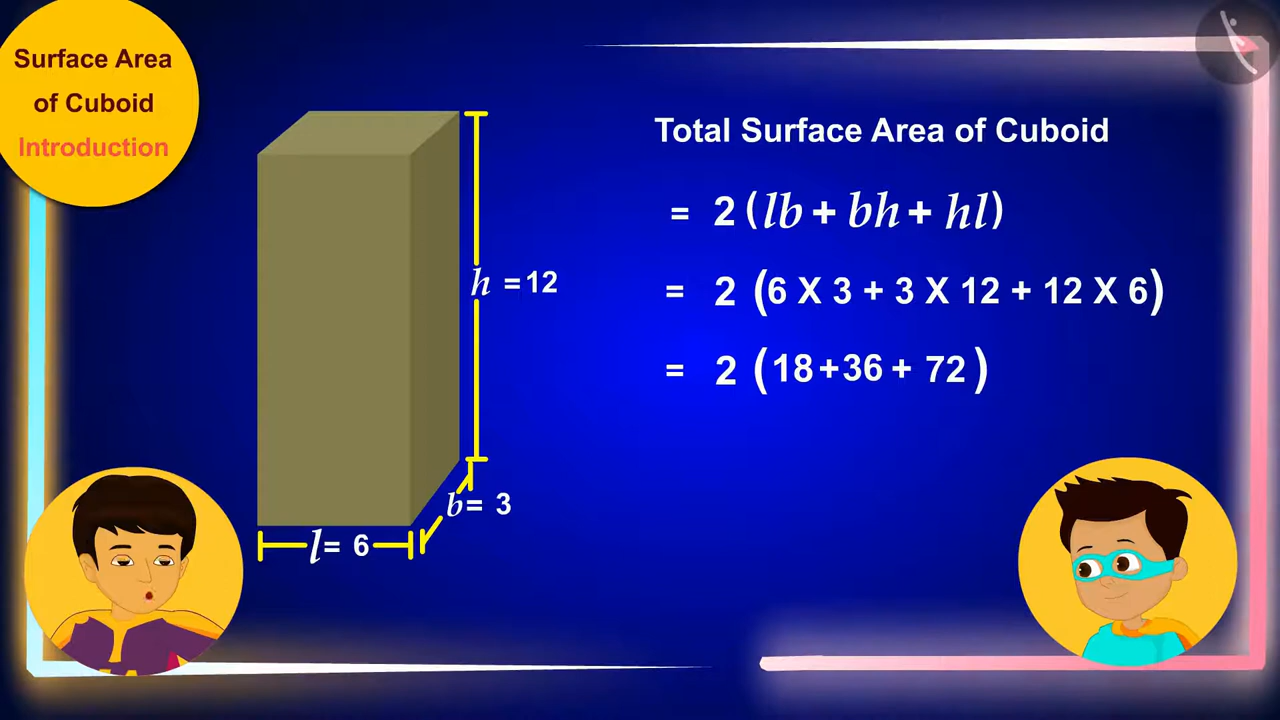 Surface Area
of Cuboid
Introduction
Total Surface Area of Cuboid
= 2 (lb + bh + hl)
= 2 (6 X 3 + 3 X 12 + 12 X 6)
= 2 (18+36 + 72)
h = 12
b = 3
l = 6